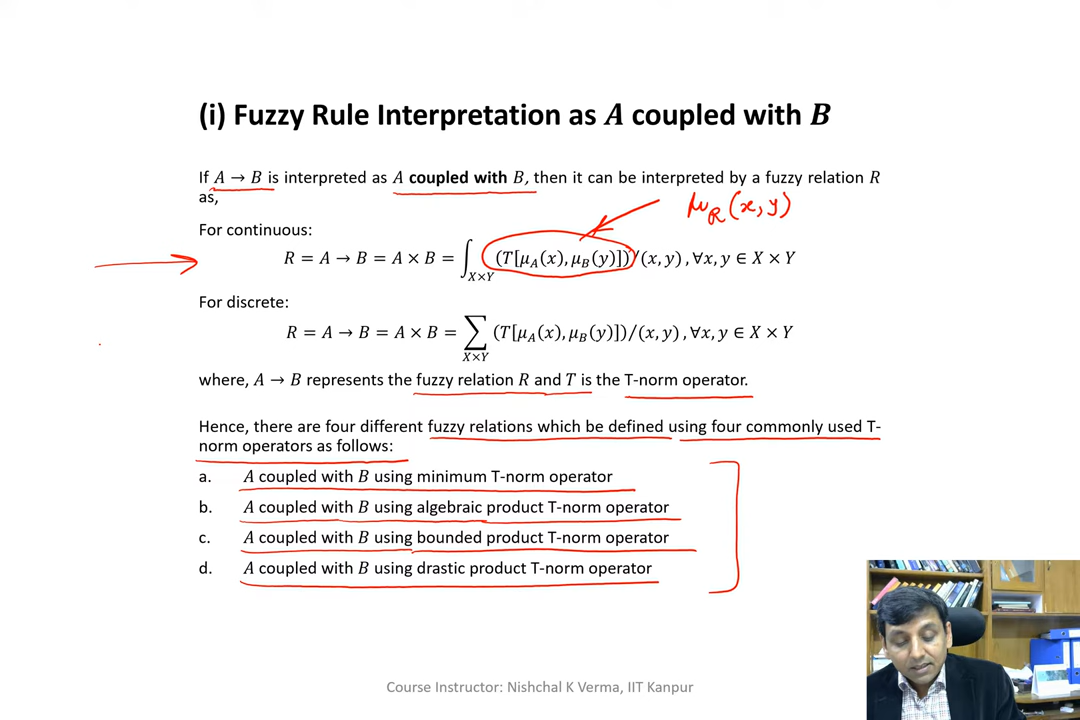 (i) Fuzzy Rule Interpretation as A coupled with B
If A → B is interpreted as A coupled with B, then it can be interpreted by a fuzzy relation R
as,
μR(x, y)
For continuous:
R = A → B = A × B = ∫X×Y (T[μA(x), μB(y)])/(x, y), ∀x, y ∈ X × Y
For discrete:
R = A → B = A × B = ∑X×Y (T[μA(x), μB(y)])/(x, y), ∀x, y ∈ X × Y
where, A → B represents the fuzzy relation R and T is the T-norm operator.
Hence, there are four different fuzzy relations which be defined using four commonly used T-
norm operators as follows:
a. A coupled with B using minimum T-norm operator
b. A coupled with B using algebraic product T-norm operator
c. A coupled with B using bounded product T-norm operator
d. A coupled with B using drastic product T-norm operator
Course Instructor: Nishchal K Verma, IIT Kanpur